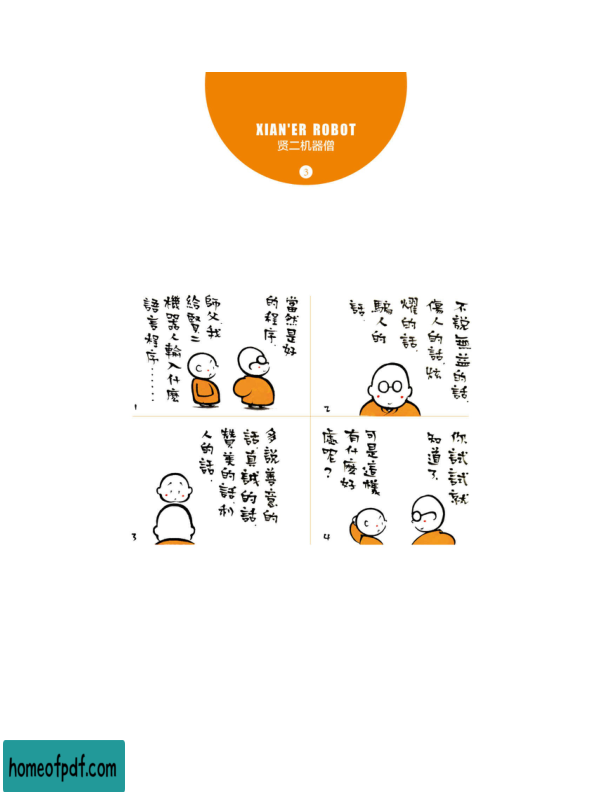 XIAN'ER ROBOT
贤二机器僧
3
師父,我
給賢二
機器人輸入什麼
語言程序……
當然是好
的程序.
1
不說無益的話,
傷人的話,炫
耀的話,
騙人的
話.
2
多說善意的
話,真誠的話,
贊美的話,利
人的話.
3
可是這樣
有什麼好
處呢?
你試試就
知道了.
4
homeofpdf.com